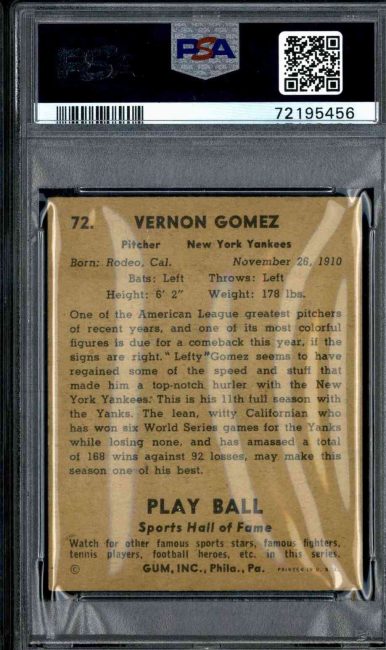 PSA
72195456
72. VERNON GOMEZ
Pitcher New York Yankees
Born: Rodeo, Cal. November 26, 1910
Bats: Left Throws: Left
Height: 6' 2" Weight: 178 lbs.
One of the American League greatest pitchers
of recent years, and one of its most colorful
figures is due for a comeback this year, if the
signs are right. "Lefty" Gomez seems to have
regained some of the speed and stuff that
made him a top-notch hurler with the New
York Yankees. This is his 11th full season with
the Yanks. The lean, witty Californian who
has won six World Series games for the Yanks
while losing none, and has amassed a total
of 168 wins against 92 losses, may make this
season one of his best.
PLAY BALL
Sports Hall of Fame
Watch for other famous sports stars, famous fighters,
tennis players, football heroes, etc. in this series.
© GUM, INC., Phila., Pa. PRINTED IN U.S.A.